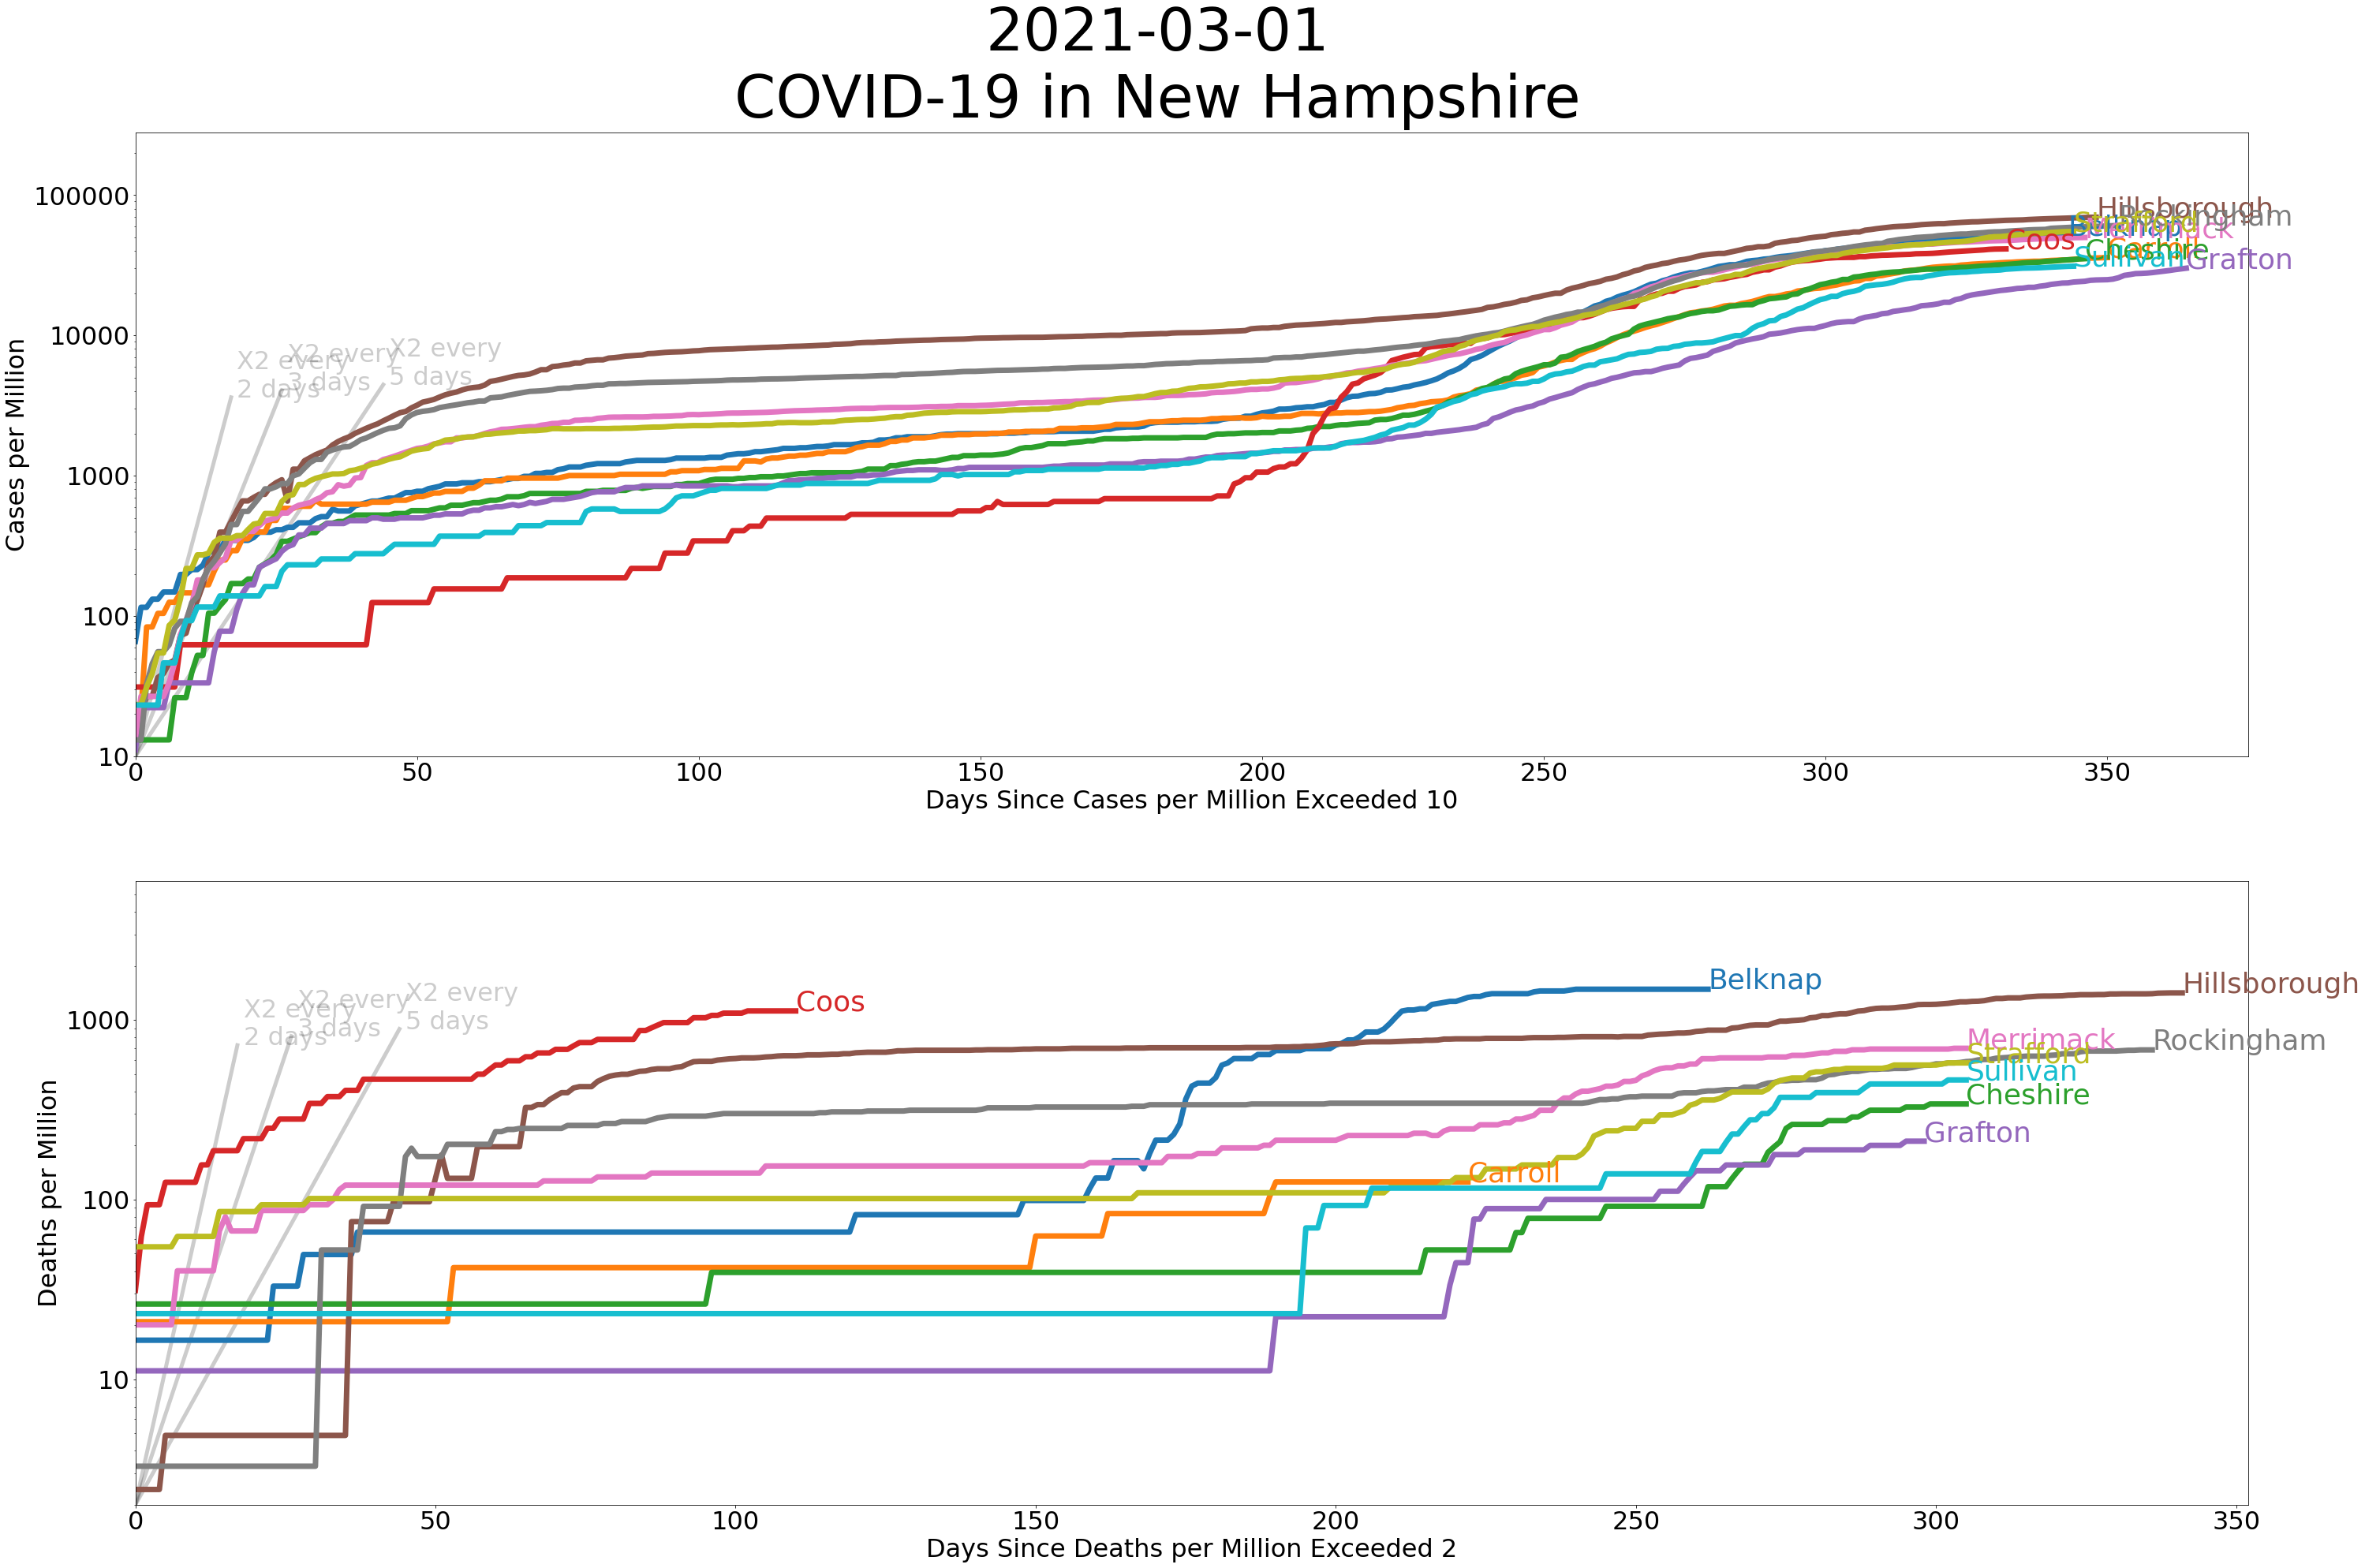 2021-03-01
COVID-19 in New Hampshire
Cases per Million
100000
10000
1000
100
10
X2 every
2 days
X2 every
3 days
X2 every
5 days
Hillsborough
Rockingham
Strafford
Belknap
Merrimack
Coos
Carroll
Cheshire
Sullivan
Grafton
0
50
100
150
200
250
300
350
Days Since Cases per Million Exceeded 10
Deaths per Million
1000
100
10
X2 every
2 days
X2 every
3 days
X2 every
5 days
Coos
Belknap
Hillsborough
Merrimack
Rockingham
Strafford
Sullivan
Cheshire
Grafton
Carroll
0
50
100
150
200
250
300
350
Days Since Deaths per Million Exceeded 2